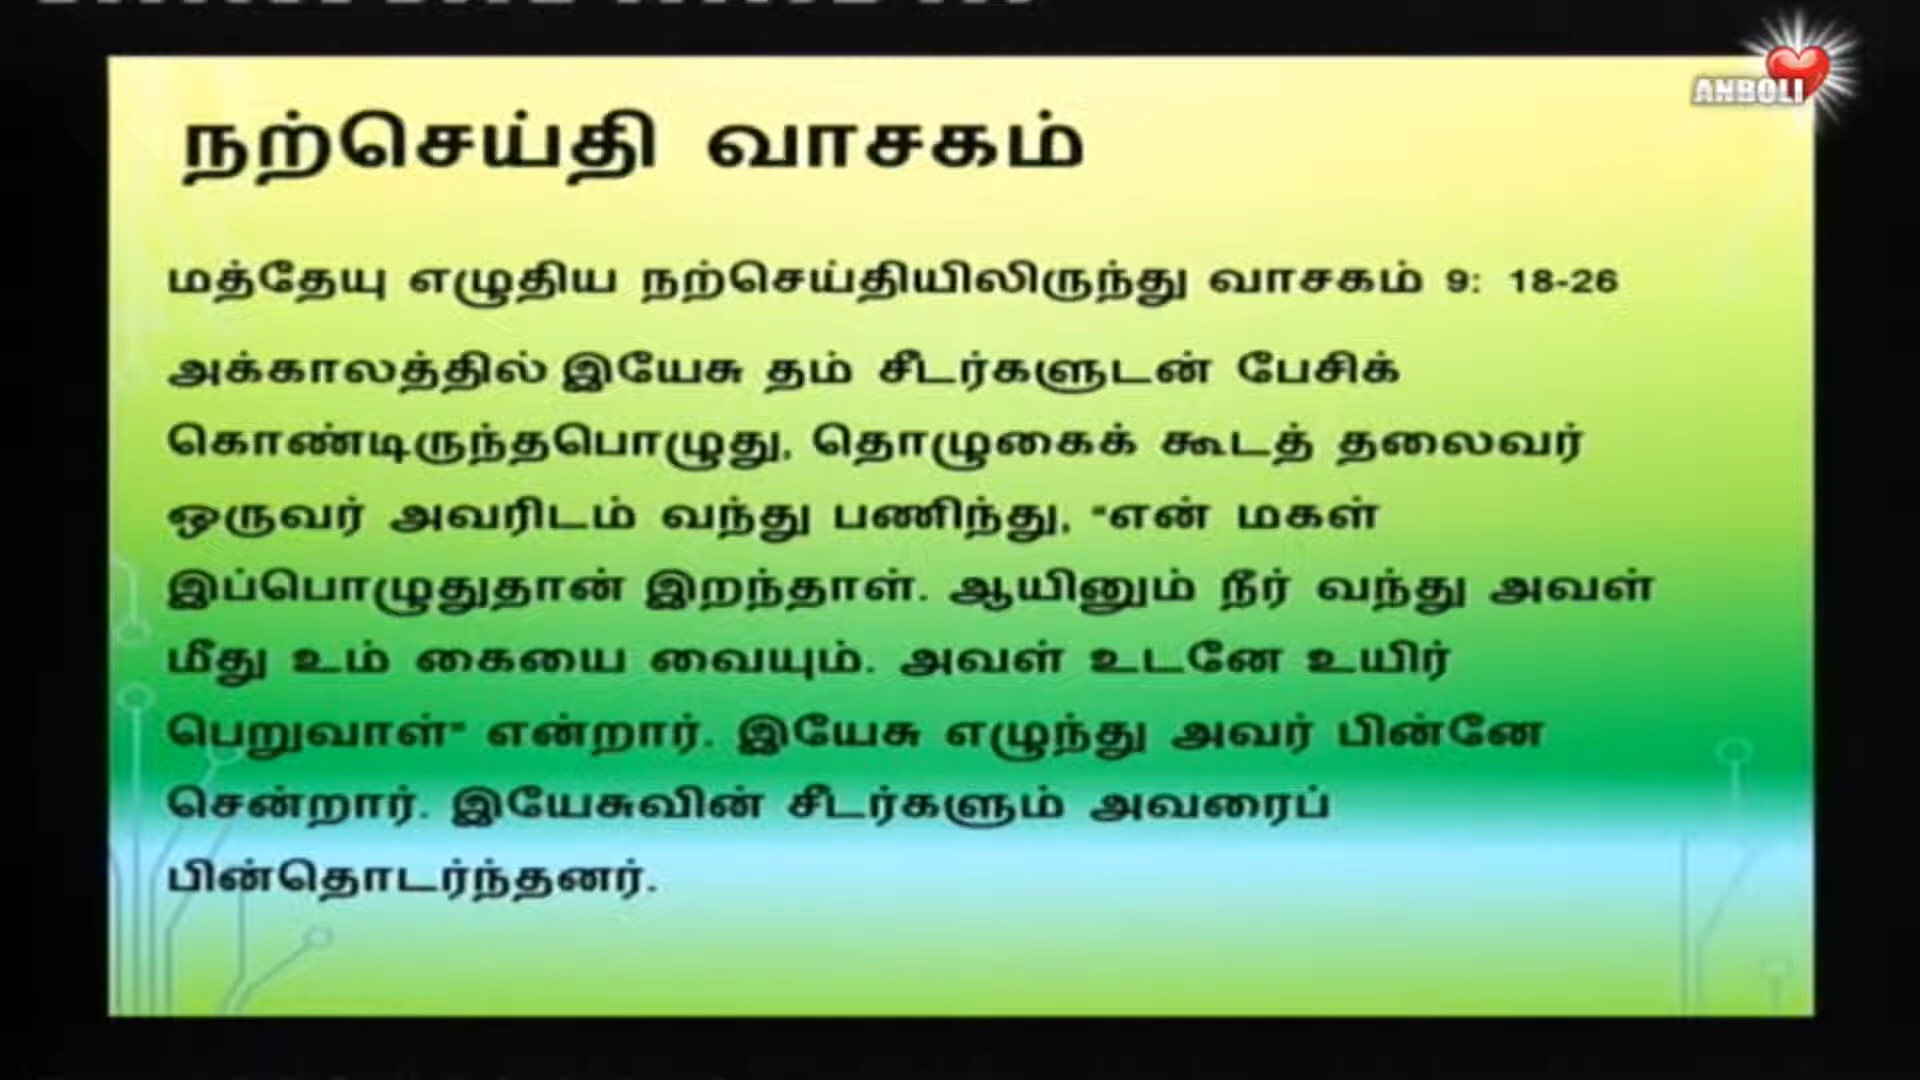 ANBOLI
நற்செய்தி வாசகம்
மத்தேயு எழுதிய நற்செய்தியிலிருந்து வாசகம் 9: 18-26
அக்காலத்தில் இயேசு தம் சீடர்களுடன் பேசிக்
கொண்டிருந்தபொழுது, தொழுகைக் கூடத் தலைவர்
ஒருவர் அவரிடம் வந்து பணிந்து, "என் மகள்
இப்பொழுதுதான் இறந்தாள். ஆயினும் நீர் வந்து அவள்
மீது உம் கையை வையும். அவள் உடனே உயிர்
பெறுவாள்" என்றார். இயேசு எழுந்து அவர் பின்னே
சென்றார். இயேசுவின் சீடர்களும் அவரைப்
பின்தொடர்ந்தனர்.